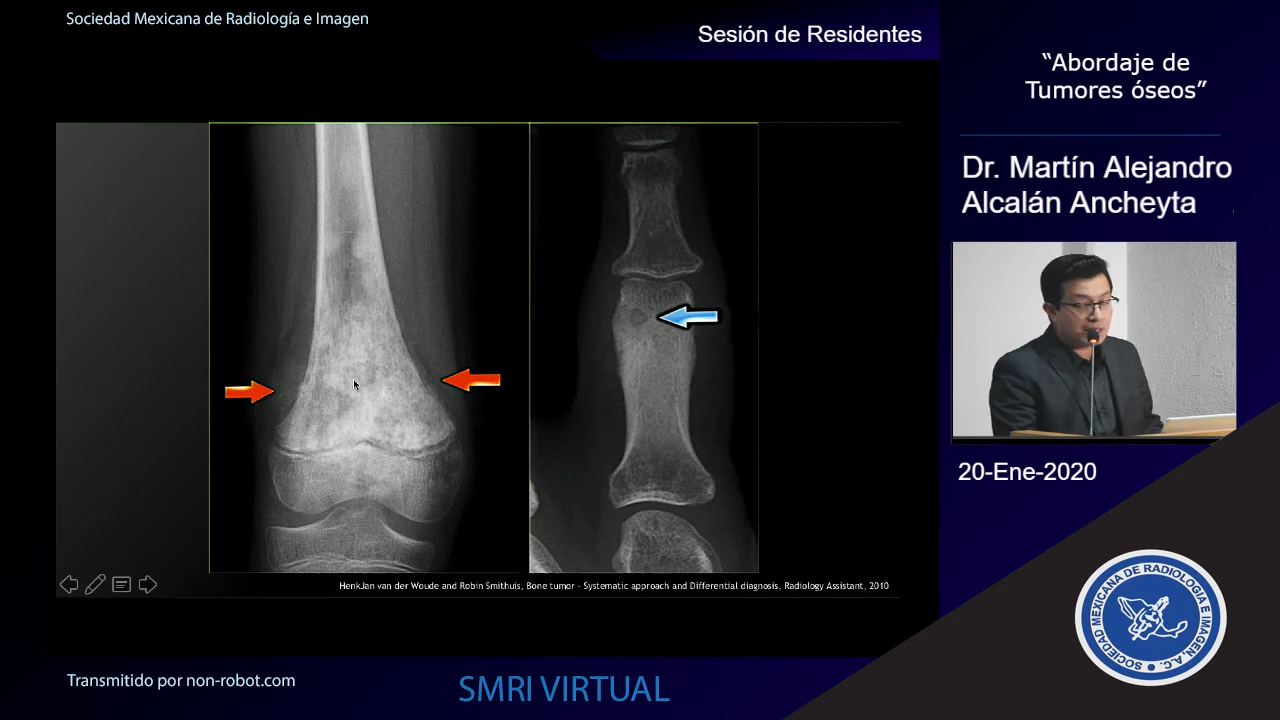 Sociedad Mexicana de Radiología e Imagen
Sesión de Residentes
“Abordaje de
Tumores óseos”
Dr. Martín Alejandro
Alcalán Ancheyta
20-Ene-2020
HenkJan van der Woude and Robin Smithuis, Bone tumor - Systematic approach and Differential diagnosis, Radiology Assistant, 2010
SOCIEDAD MEXICANA DE RADIOLOGIA E IMAGEN, A.C.
Transmitido por non-robot.com
SMRI VIRTUAL